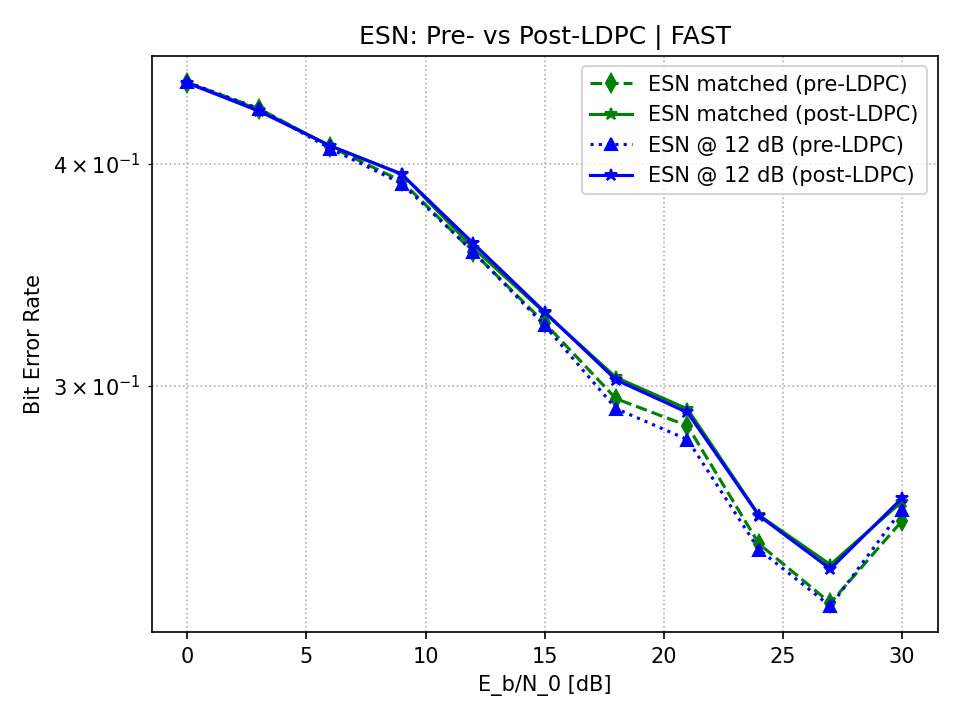 ESN: Pre- vs Post-LDPC | FAST
ESN matched (pre-LDPC)
ESN matched (post-LDPC)
ESN @ 12 dB (pre-LDPC)
ESN @ 12 dB (post-LDPC)
4 × 10⁻¹
3 × 10⁻¹
Bit Error Rate
0 5 10 15 20 25 30
E_b/N_0 [dB]